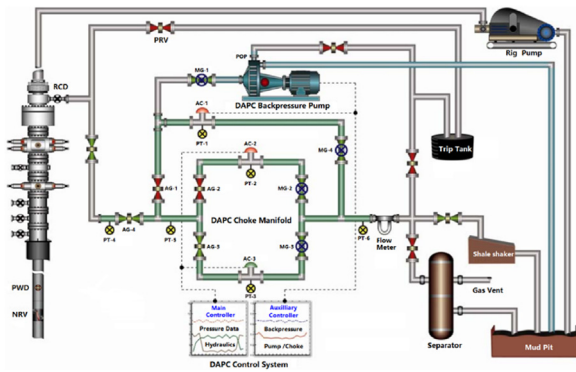 PRV
Rig Pump
RCD
MG-1
POP
DAPC Backpressure Pump
AC-1
PT-1
MG-4
Trip Tank
AC-2
PT-2
AG-1
AG-2
MG-2
DAPC Choke
Manifold
AG-4
PT-4
PT-5
AG-3
MG-3
PT-6
Flow
Meter
Shale shaker
AC-3
PT-3
Gas Vent
PWD
NRV
Main
Controller
Pressure Data
Hydraulics
Auxilliary
Controller
Backpressure
Pump /Choke
Separator
Mud Pit
DAPC Control System